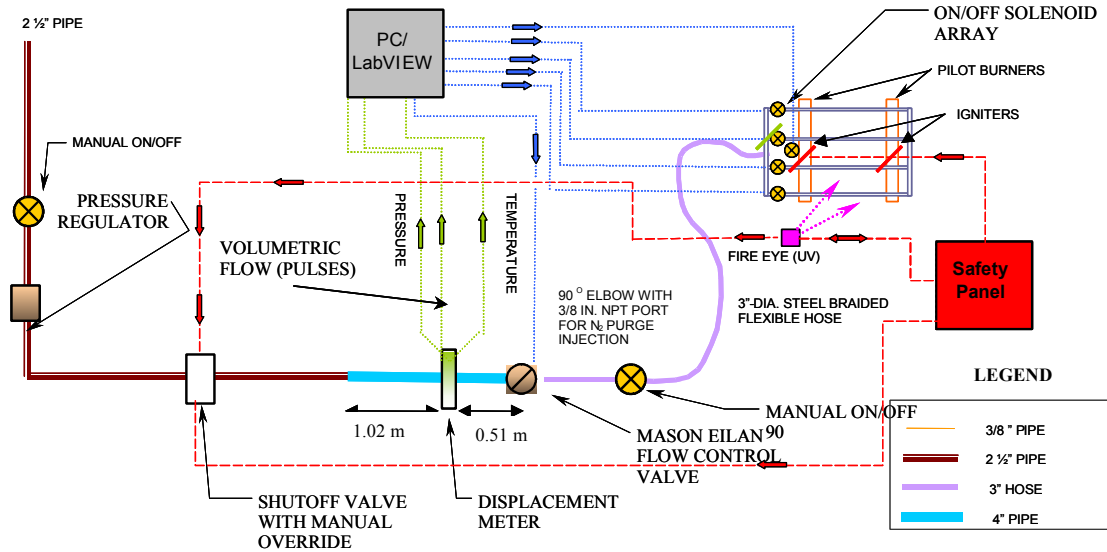 2 ½" PIPE
PC/
LabVIEW
ON/OFF SOLENOID
ARRAY
PILOT BURNERS
IGNITERS
MANUAL ON/OFF
PRESSURE
REGULATOR
VOLUMETRIC
FLOW (PULSES)
PRESSURE
TEMPERATURE
90 O ELBOW WITH
3/8 IN. NPT PORT
FOR N₂ PURGE
INJECTION
FIRE EYE (UV)
3"-DIA. STEEL BRAIDED
FLEXIBLE HOSE
Safety
Panel
1.02 m
0.51 m
MANUAL ON/OFF
MASON EILAN 90
FLOW CONTROL
VALVE
SHUTOFF VALVE
WITH MANUAL
OVERRIDE
DISPLACEMENT
METER
LEGEND
3/8 " PIPE
2 ½" PIPE
3" HOSE
4" PIPE